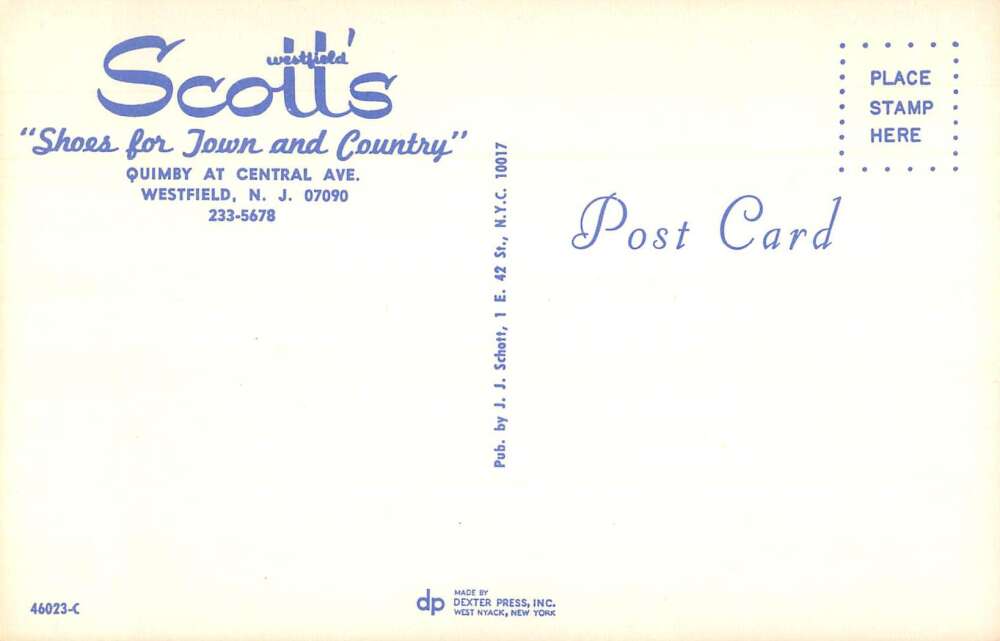 westfield
Scott's
"Shoes for Town and Country"
QUIMBY AT CENTRAL AVE.
WESTFIELD, N. J. 07090
233-5678
Pub. by J. J. Schott, 1 E. 42 St., N.Y.C. 10017
PLACE
STAMP
HERE
Post Card
46023-C
dp
MADE BY
DEXTER PRESS, INC.
WEST NYACK, NEW YORK